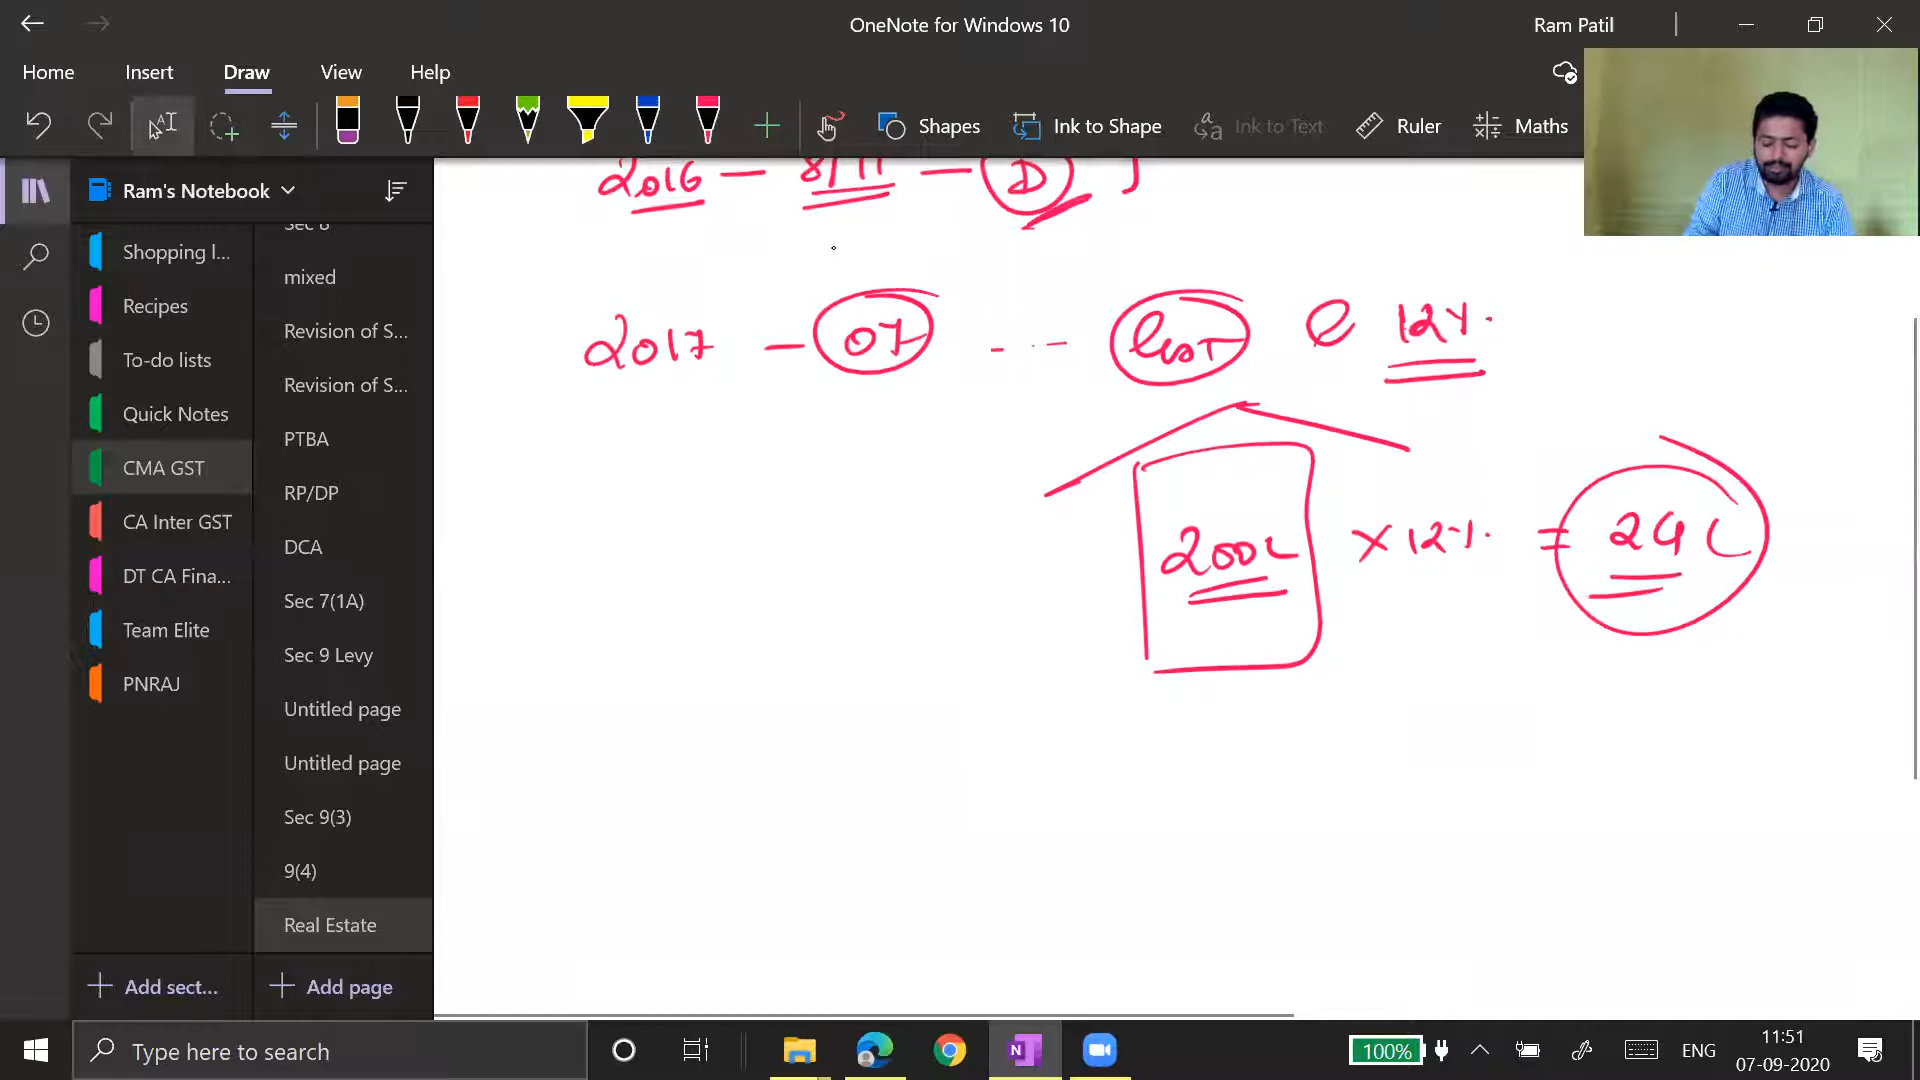 OneNote for Windows 10
Ram Patil
Home
Insert
Draw
View
Help
Shapes
Ink to Shape
Ink to Text
Ruler
Maths
Ram's Notebook
Shopping l...
Recipes
To-do lists
Quick Notes
CMA GST
CA Inter GST
DT CA Fina...
Team Elite
PNRAJ
Add sect...
Sec 8
mixed
Revision of S...
Revision of S...
PTBA
RP/DP
DCA
Sec 7(1A)
Sec 9 Levy
Untitled page
Untitled page
Sec 9(3)
9(4)
Real Estate
Add page
2016 — 8/11 — D ]
2017 — 07 - - - GST @ 12%.
200L × 12%. = 24L
Type here to search
100%
ENG
11:51
07-09-2020